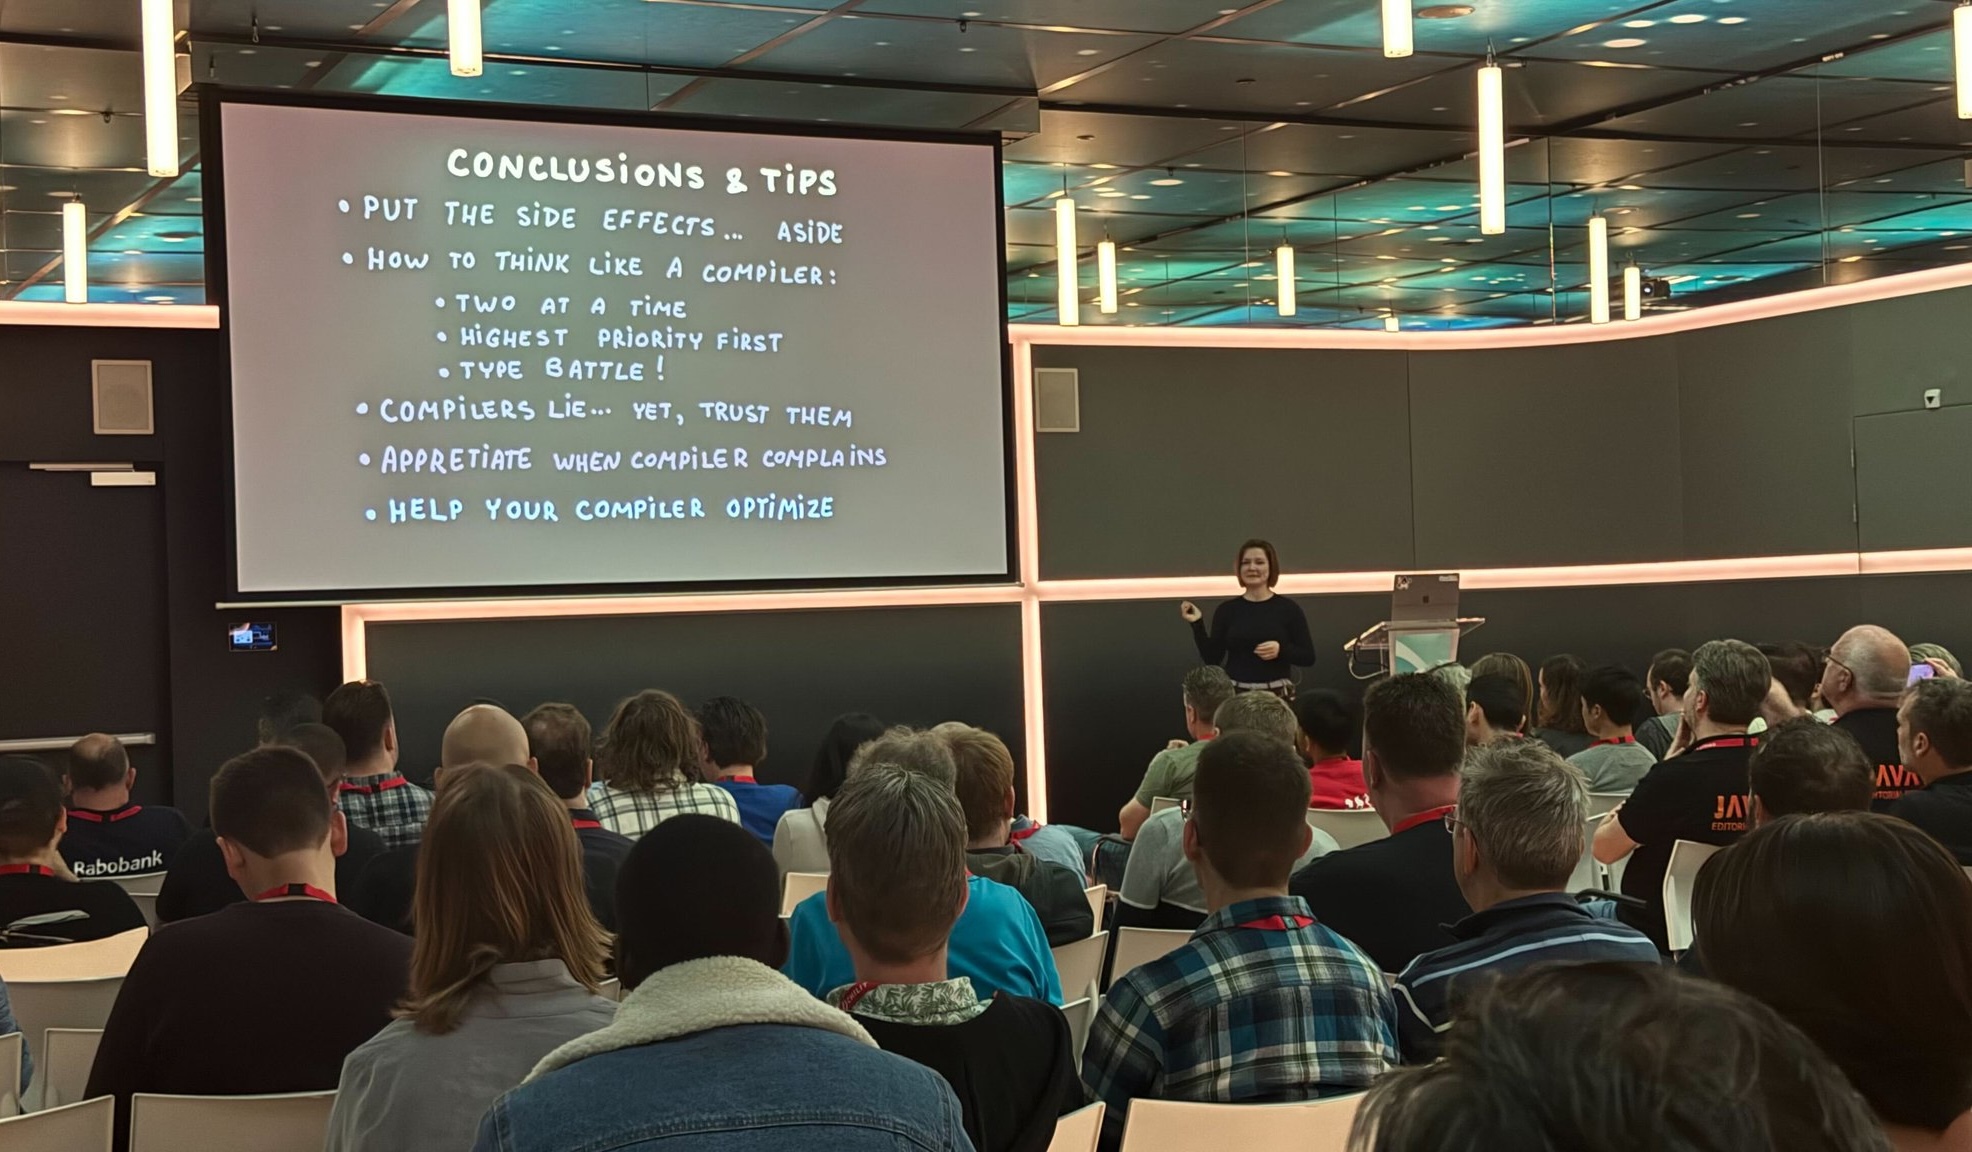 CONCLUSIONS & TIPS
• PUT THE SIDE EFFECTS... ASIDE
• HOW TO THINK LIKE A COMPILER:
• TWO AT A TIME
• HIGHEST PRIORITY FIRST
• TYPE BATTLE!
• COMPILERS LIE... YET, TRUST THEM
• APPRETIATE WHEN COMPILER COMPLAINS
• HELP YOUR COMPILER OPTIMIZE
Rabobank